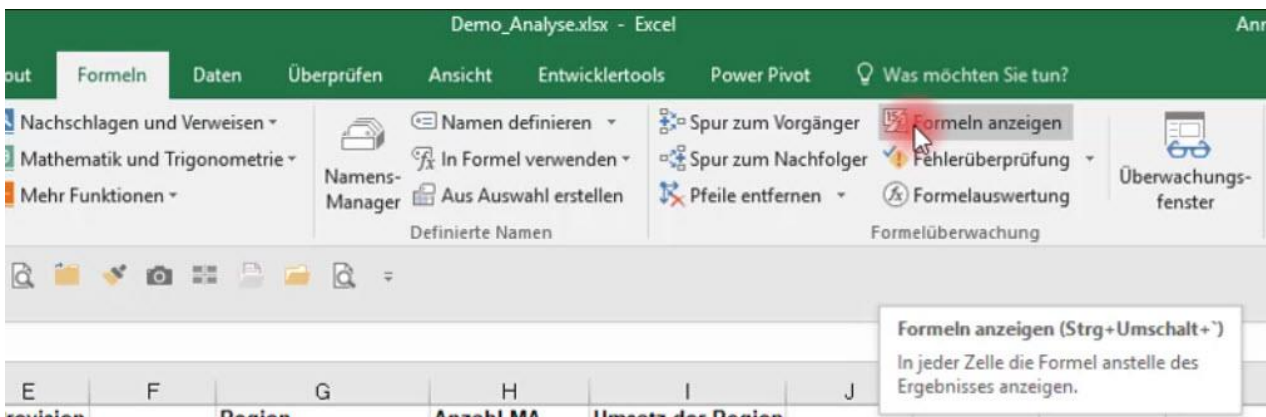 Demo_Analyse.xlsx - Excel
Formeln Daten Überprüfen Ansicht Entwicklertools Power Pivot Was möchten Sie tun?
Nachschlagen und Verweisen
Mathematik und Trigonometrie
Mehr Funktionen
Namens-
Manager
Namen definieren
In Formel verwenden
Aus Auswahl erstellen
Definierte Namen
Spur zum Vorgänger
Spur zum Nachfolger
Pfeile entfernen
Formeln anzeigen
Fehlerüberprüfung
Formelauswertung
Formelüberwachung
Überwachungs-
fenster
Formeln anzeigen (Strg+Umschalt+`)
In jeder Zelle die Formel anstelle des
Ergebnisses anzeigen.
E F G H I J
Region Anzahl MA Umsatz der Region